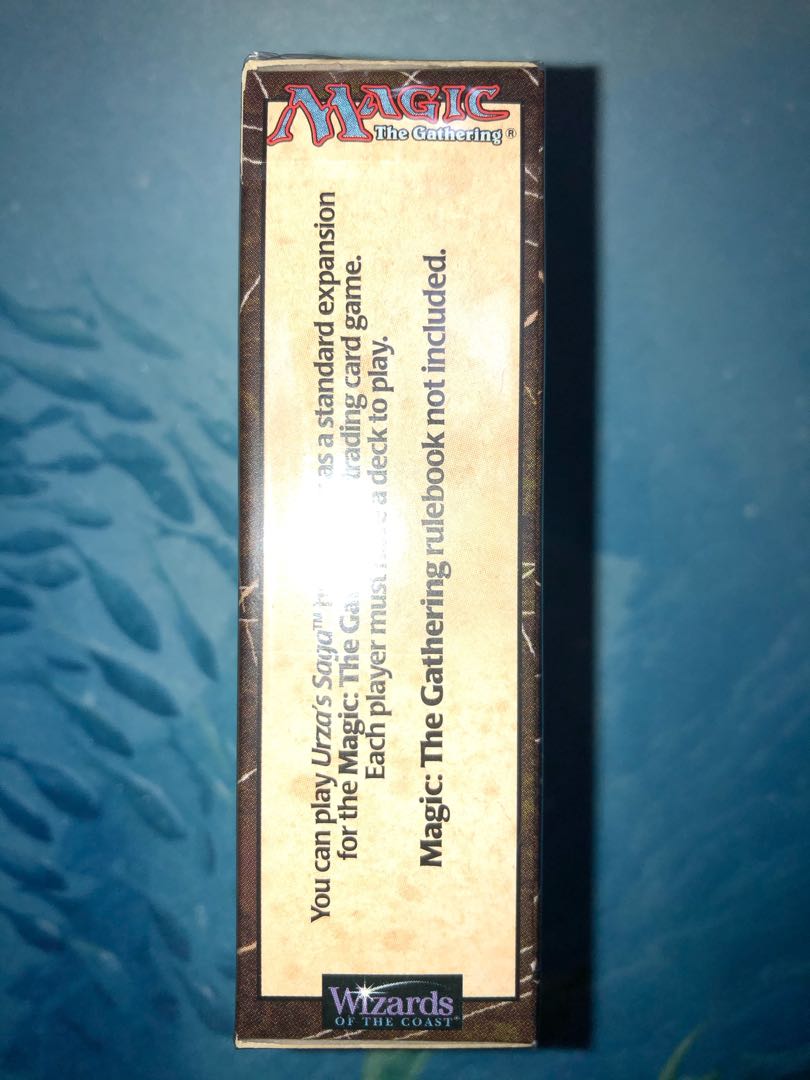 MAGIC
The Gathering®
You can play Urza's Saga™ as a standard expansion
for the Magic: The Ga trading card game.
Each player must a deck to play.
Magic: The Gathering rulebook not included.
Wizards
OF THE COAST®